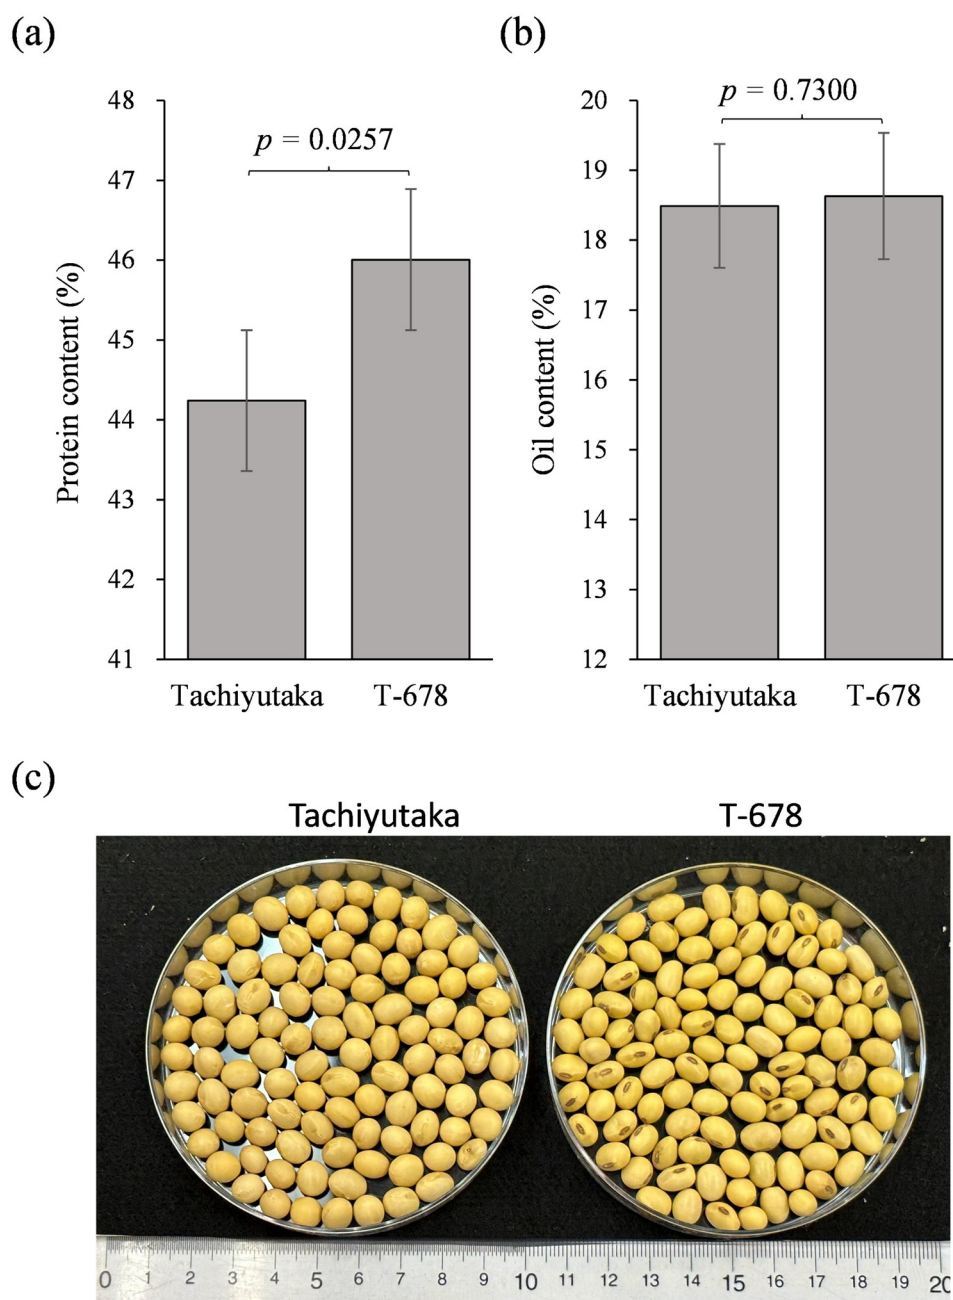 (a)
(b)
p = 0.0257
p = 0.7300
Protein content (%)
48
47
46
45
44
43
42
41
Tachiyutaka
T-678
Oil content (%)
20
19
18
17
16
15
14
13
12
Tachiyutaka
T-678
(c)
Tachiyutaka
T-678
0 1 2 3 4 5 6 7 8 9 10 11 12 13 14 15 16 17 18 19 20